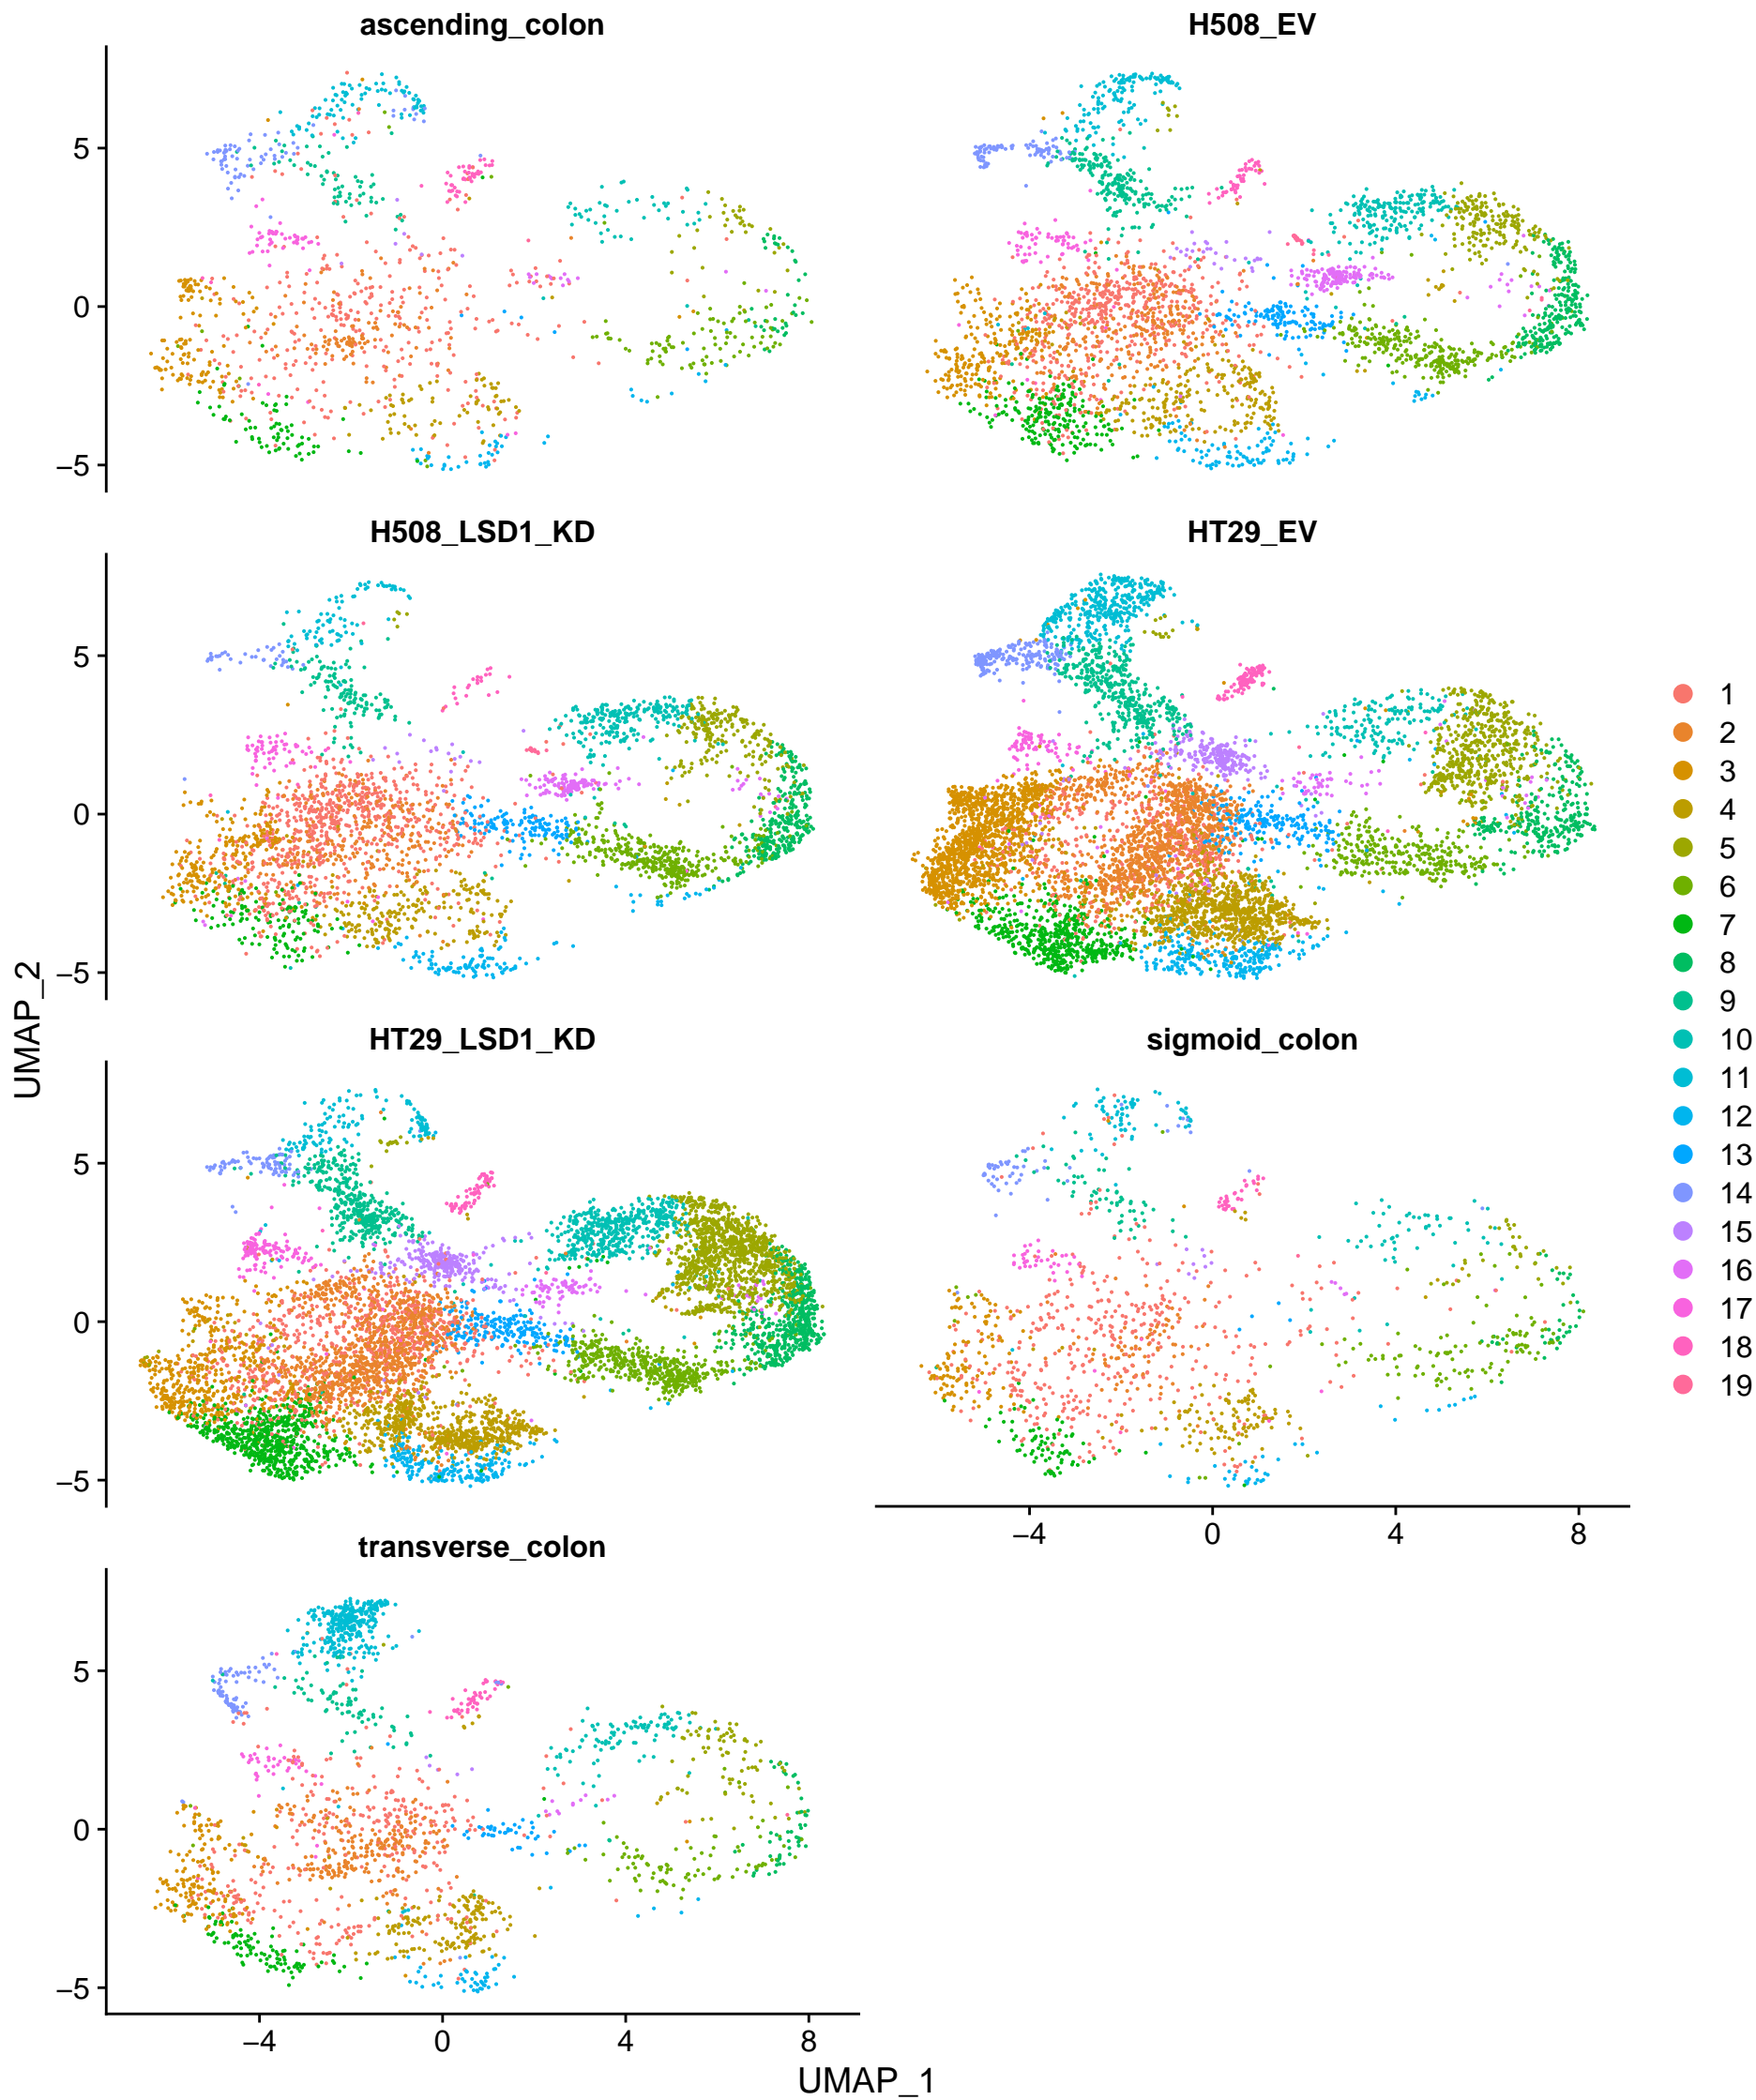 ascending_colon
H508_EV
5
0
−5
H508_LSD1_KD
HT29_EV
5
0
−5
HT29_LSD1_KD
sigmoid_colon
5
0
−5
−4 0 4 8
transverse_colon
5
0
−5
−4 0 4 8
UMAP_1
UMAP_2
1
2
3
4
5
6
7
8
9
10
11
12
13
14
15
16
17
18
19